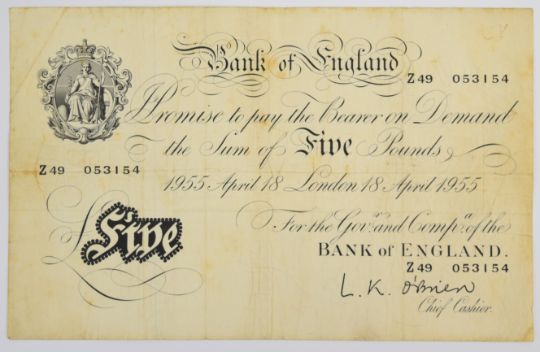 Bank of England
Z49 053154
I Promise to pay the Bearer on Demand
the Sum of Five Pounds
Z49 053154
1955 April 18 London 18 April 1955
For the Govr. and Compa. of the
BANK of ENGLAND.
£ Five
Z49 053154
L. K. O'Brien
Chief Cashier.